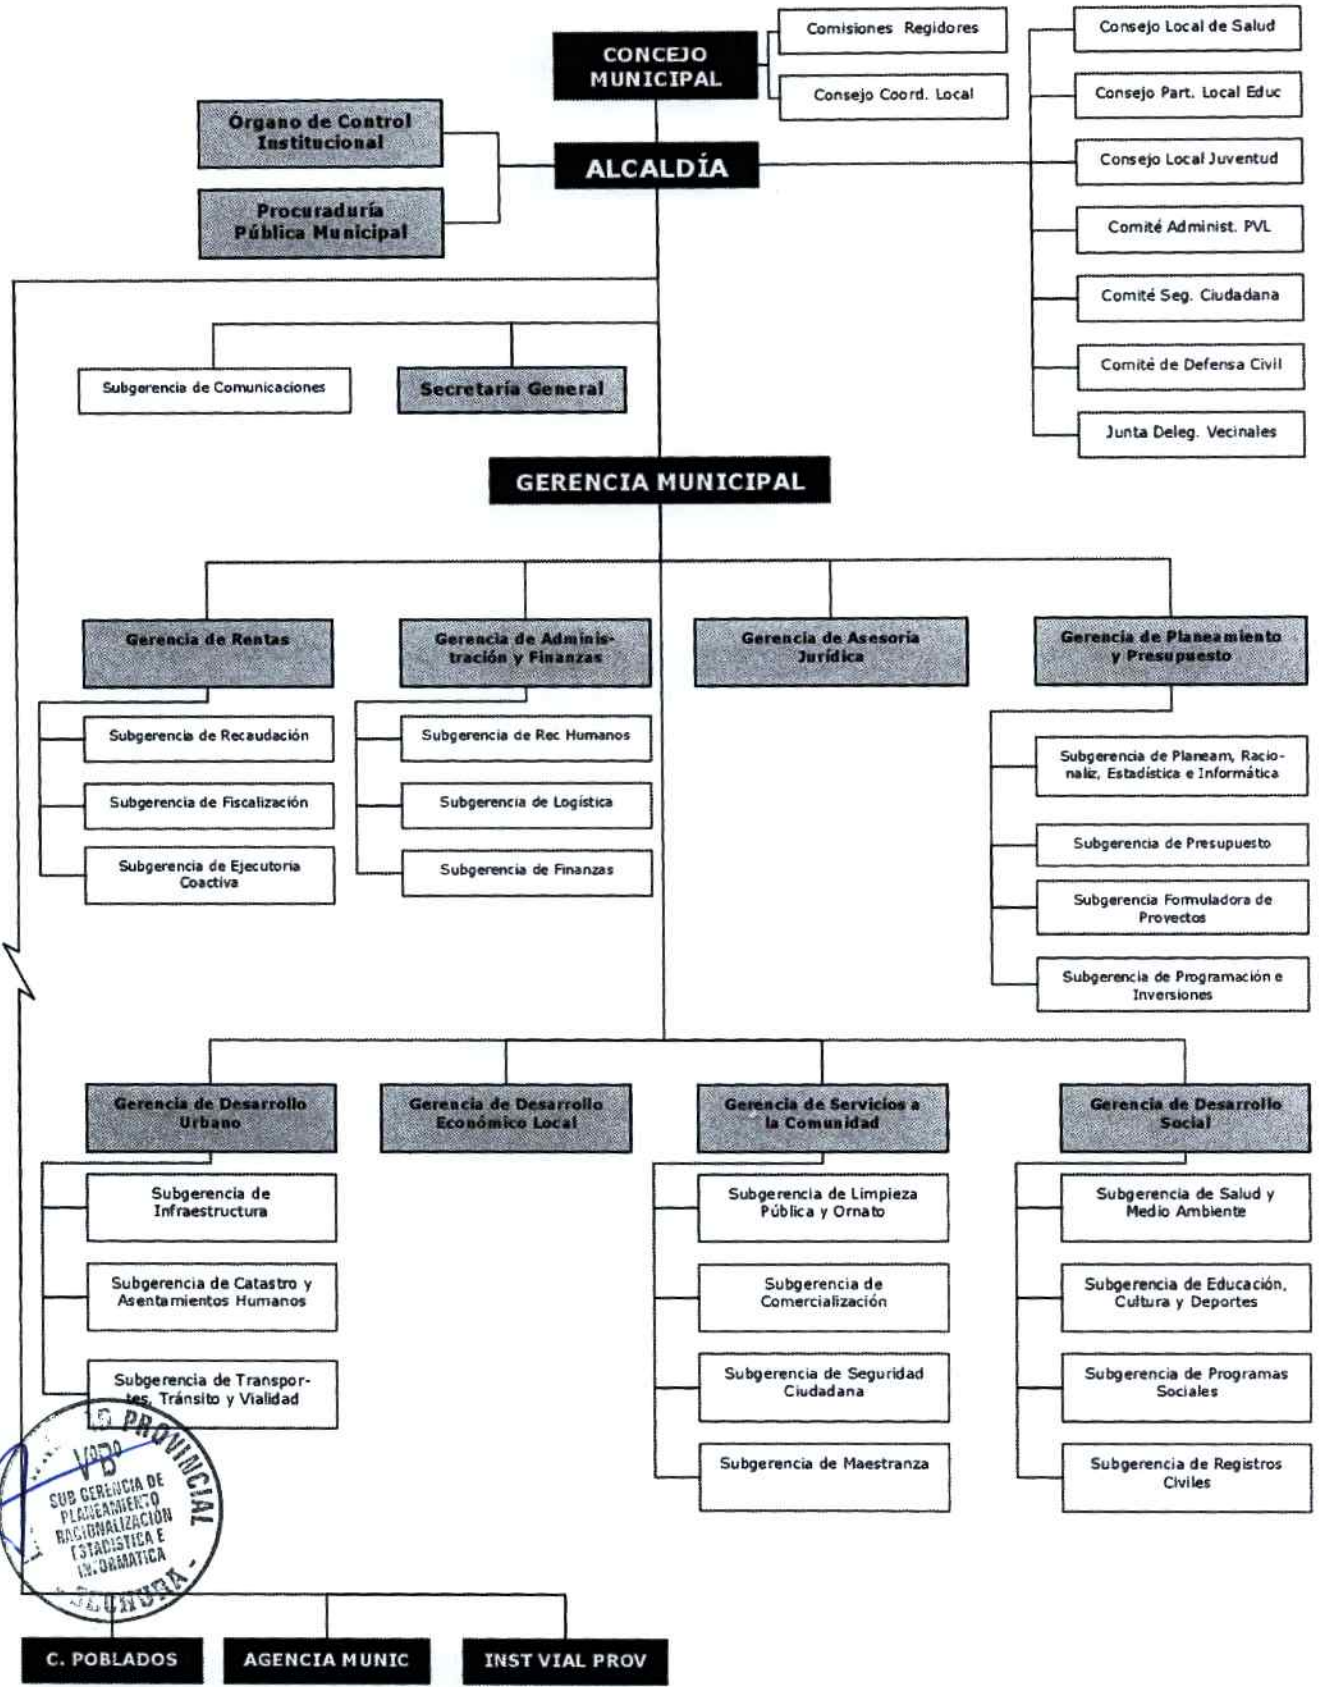 CONCEJO
MUNICIPAL
Comisiones Regidores
Consejo Coord. Local
Consejo Local de Salud
Consejo Part. Local Educ
Consejo Local Juventud
Comité Administ. PVL
Comité Seg. Ciudadana
Comité de Defensa Civil
Junta Deleg. Vecinales
Órgano de Control
Institucional
ALCALDÍA
Procuraduría
Pública Municipal
Subgerencia de Comunicaciones
Secretaría General
GERENCIA MUNICIPAL
Gerencia de Rentas
Subgerencia de Recaudación
Subgerencia de Fiscalización
Subgerencia de Ejecutoria
Coactiva
Gerencia de Adminis-
tración y Finanzas
Subgerencia de Rec Humanos
Subgerencia de Logística
Subgerencia de Finanzas
Gerencia de Asesoría
Jurídica
Gerencia de Planeamiento
y Presupuesto
Subgerencia de Planeam, Racio-
naliz, Estadística e Informática
Subgerencia de Presupuesto
Subgerencia Formuladora de
Proyectos
Subgerencia de Programación e
Inversiones
Gerencia de Desarrollo
Urbano
Subgerencia de
Infraestructura
Subgerencia de Catastro y
Asentamientos Humanos
Subgerencia de Transpor-
tes, Tránsito y Vialidad
Gerencia de Desarrollo
Económico Local
Gerencia de Servicios a
la Comunidad
Subgerencia de Limpieza
Pública y Ornato
Subgerencia de
Comercialización
Subgerencia de Seguridad
Ciudadana
Subgerencia de Maestranza
Gerencia de Desarrollo
Social
Subgerencia de Salud y
Medio Ambiente
Subgerencia de Educación,
Cultura y Deportes
Subgerencia de Programas
Sociales
Subgerencia de Registros
Civiles
PROVINCIAL
VºBº
SUB GERENCIA DE
PLANEAMIENTO
RACIONALIZACIÓN
ESTADISTICA E
INFORMATICA
SECHURA -
C. POBLADOS
AGENCIA MUNIC
INST VIAL PROV